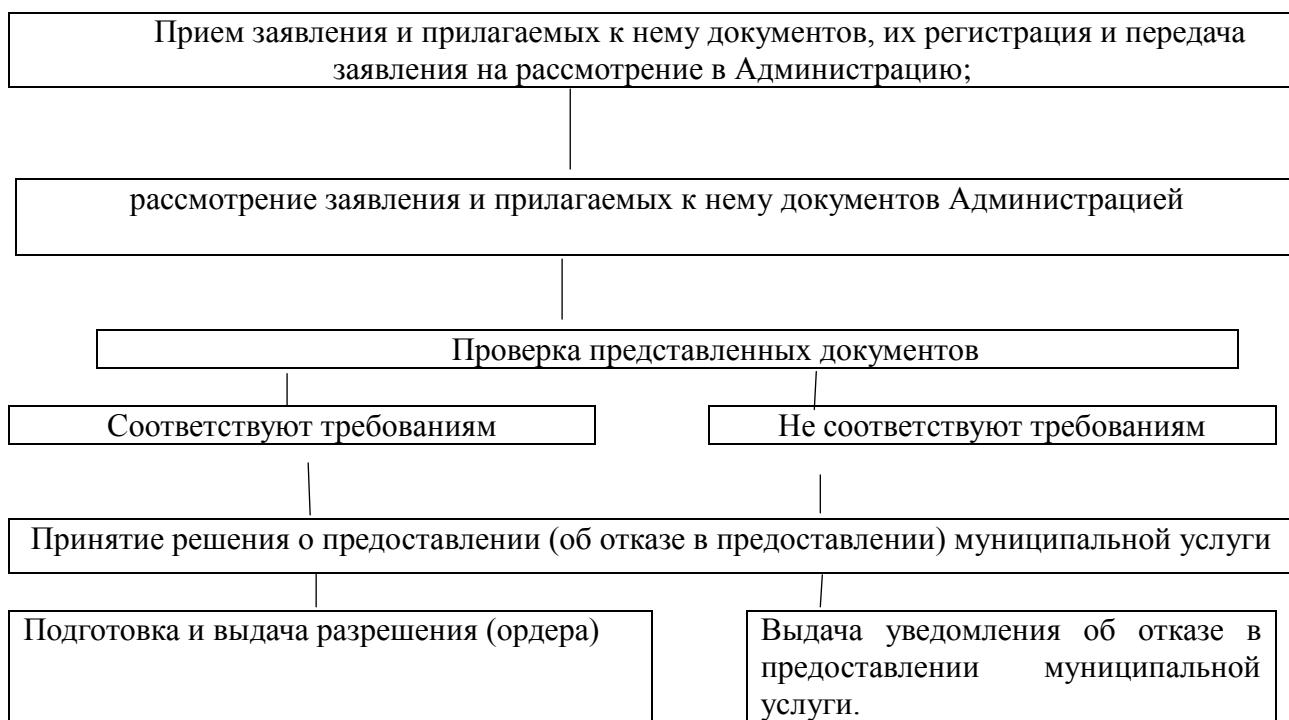 Прием заявления и прилагаемых к нему документов, их регистрация и передача
заявления на рассмотрение в Администрацию;
рассмотрение заявления и прилагаемых к нему документов Администрацией
Проверка представленных документов
Соответствуют требованиям
Не соответствуют требованиям
Принятие решения о предоставлении (об отказе в предоставлении) муниципальной услуги
Подготовка и выдача разрешения (ордера)
Выдача уведомления об отказе в
предоставлении муниципальной
услуги.